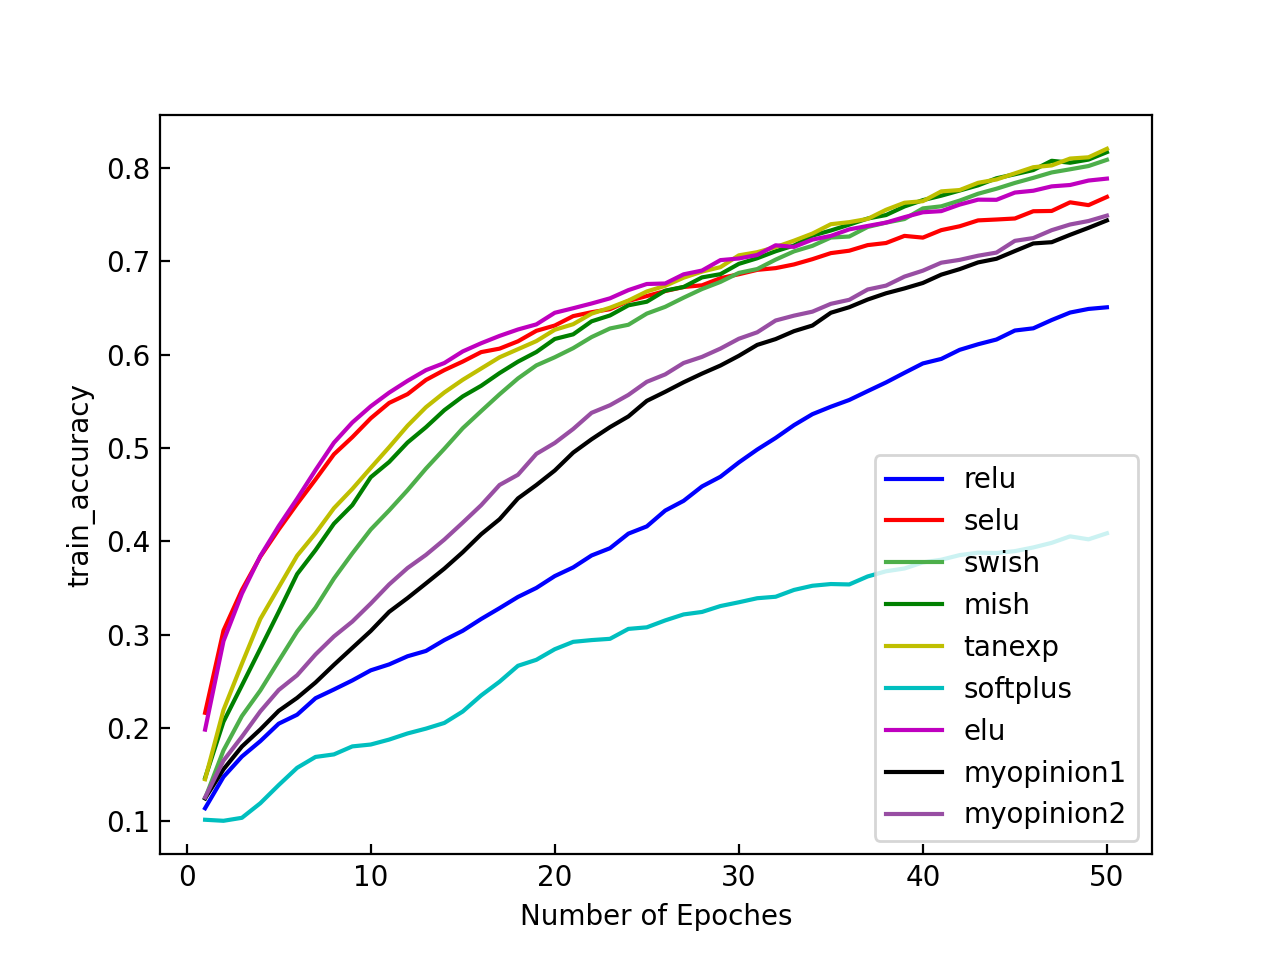 train_accuracy
0.8
0.7
0.6
0.5
0.4
0.3
0.2
0.1
relu
selu
swish
mish
tanexp
softplus
elu
myopinion1
myopinion2
0 10 20 30 40 50
Number of Epoches